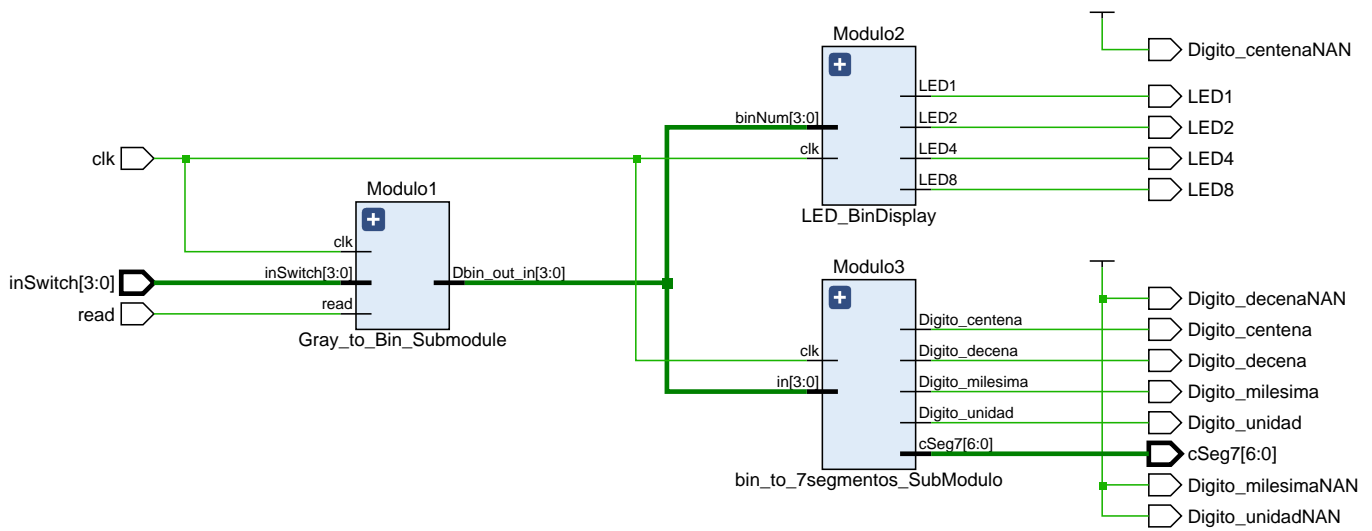 Modulo2
Digito_centenaNAN
LED1
LED1
LED2
LED2
binNum[3:0]
clk
clk
LED4
LED4
LED8
LED8
LED_BinDisplay
Modulo1
clk
inSwitch[3:0]
inSwitch[3:0]
Dbin_out_in[3:0]
read
read
Gray_to_Bin_Submodule
Modulo3
Digito_decenaNAN
Digito_centena
Digito_centena
clk
Digito_decena
Digito_decena
in[3:0]
Digito_milesima
Digito_milesima
Digito_unidad
Digito_unidad
cSeg7[6:0]
cSeg7[6:0]
bin_to_7segmentos_SubModulo
Digito_milesimaNAN
Digito_unidadNAN